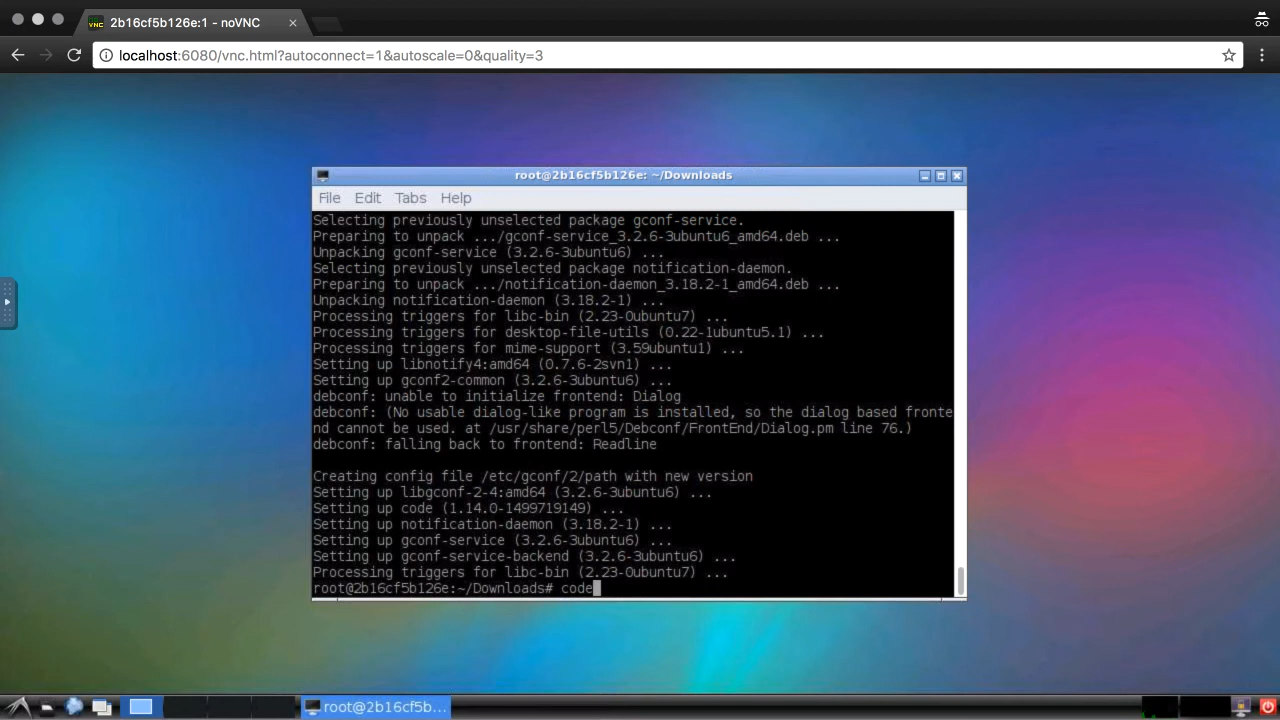 2b16cf5b126e:1 - noVNC
localhost:6080/vnc.html?autoconnect=1&autoscale=0&quality=3
root@2b16cf5b126e: ~/Downloads
File Edit Tabs Help
Selecting previously unselected package gconf-service.
Preparing to unpack .../gconf-service_3.2.6-3ubuntu6_amd64.deb ...
Unpacking gconf-service (3.2.6-3ubuntu6) ...
Selecting previously unselected package notification-daemon.
Preparing to unpack .../notification-daemon_3.18.2-1_amd64.deb ...
Unpacking notification-daemon (3.18.2-1) ...
Processing triggers for libc-bin (2.23-0ubuntu7) ...
Processing triggers for desktop-file-utils (0.22-1ubuntu5.1) ...
Processing triggers for mime-support (3.59ubuntu1) ...
Setting up libnotify4:amd64 (0.7.6-2svn1) ...
Setting up gconf2-common (3.2.6-3ubuntu6) ...
debconf: unable to initialize frontend: Dialog
debconf: (No usable dialog-like program is installed, so the dialog based fronte
nd cannot be used. at /usr/share/perl5/Debconf/FrontEnd/Dialog.pm line 76.)
debconf: falling back to frontend: Readline
Creating config file /etc/gconf/2/path with new version
Setting up libgconf-2-4:amd64 (3.2.6-3ubuntu6) ...
Setting up code (1.14.0-1499719149) ...
Setting up notification-daemon (3.18.2-1) ...
Setting up gconf-service (3.2.6-3ubuntu6) ...
Setting up gconf-service-backend (3.2.6-3ubuntu6) ...
Processing triggers for libc-bin (2.23-0ubuntu7) ...
root@2b16cf5b126e:~/Downloads# code
root@2b16cf5b...